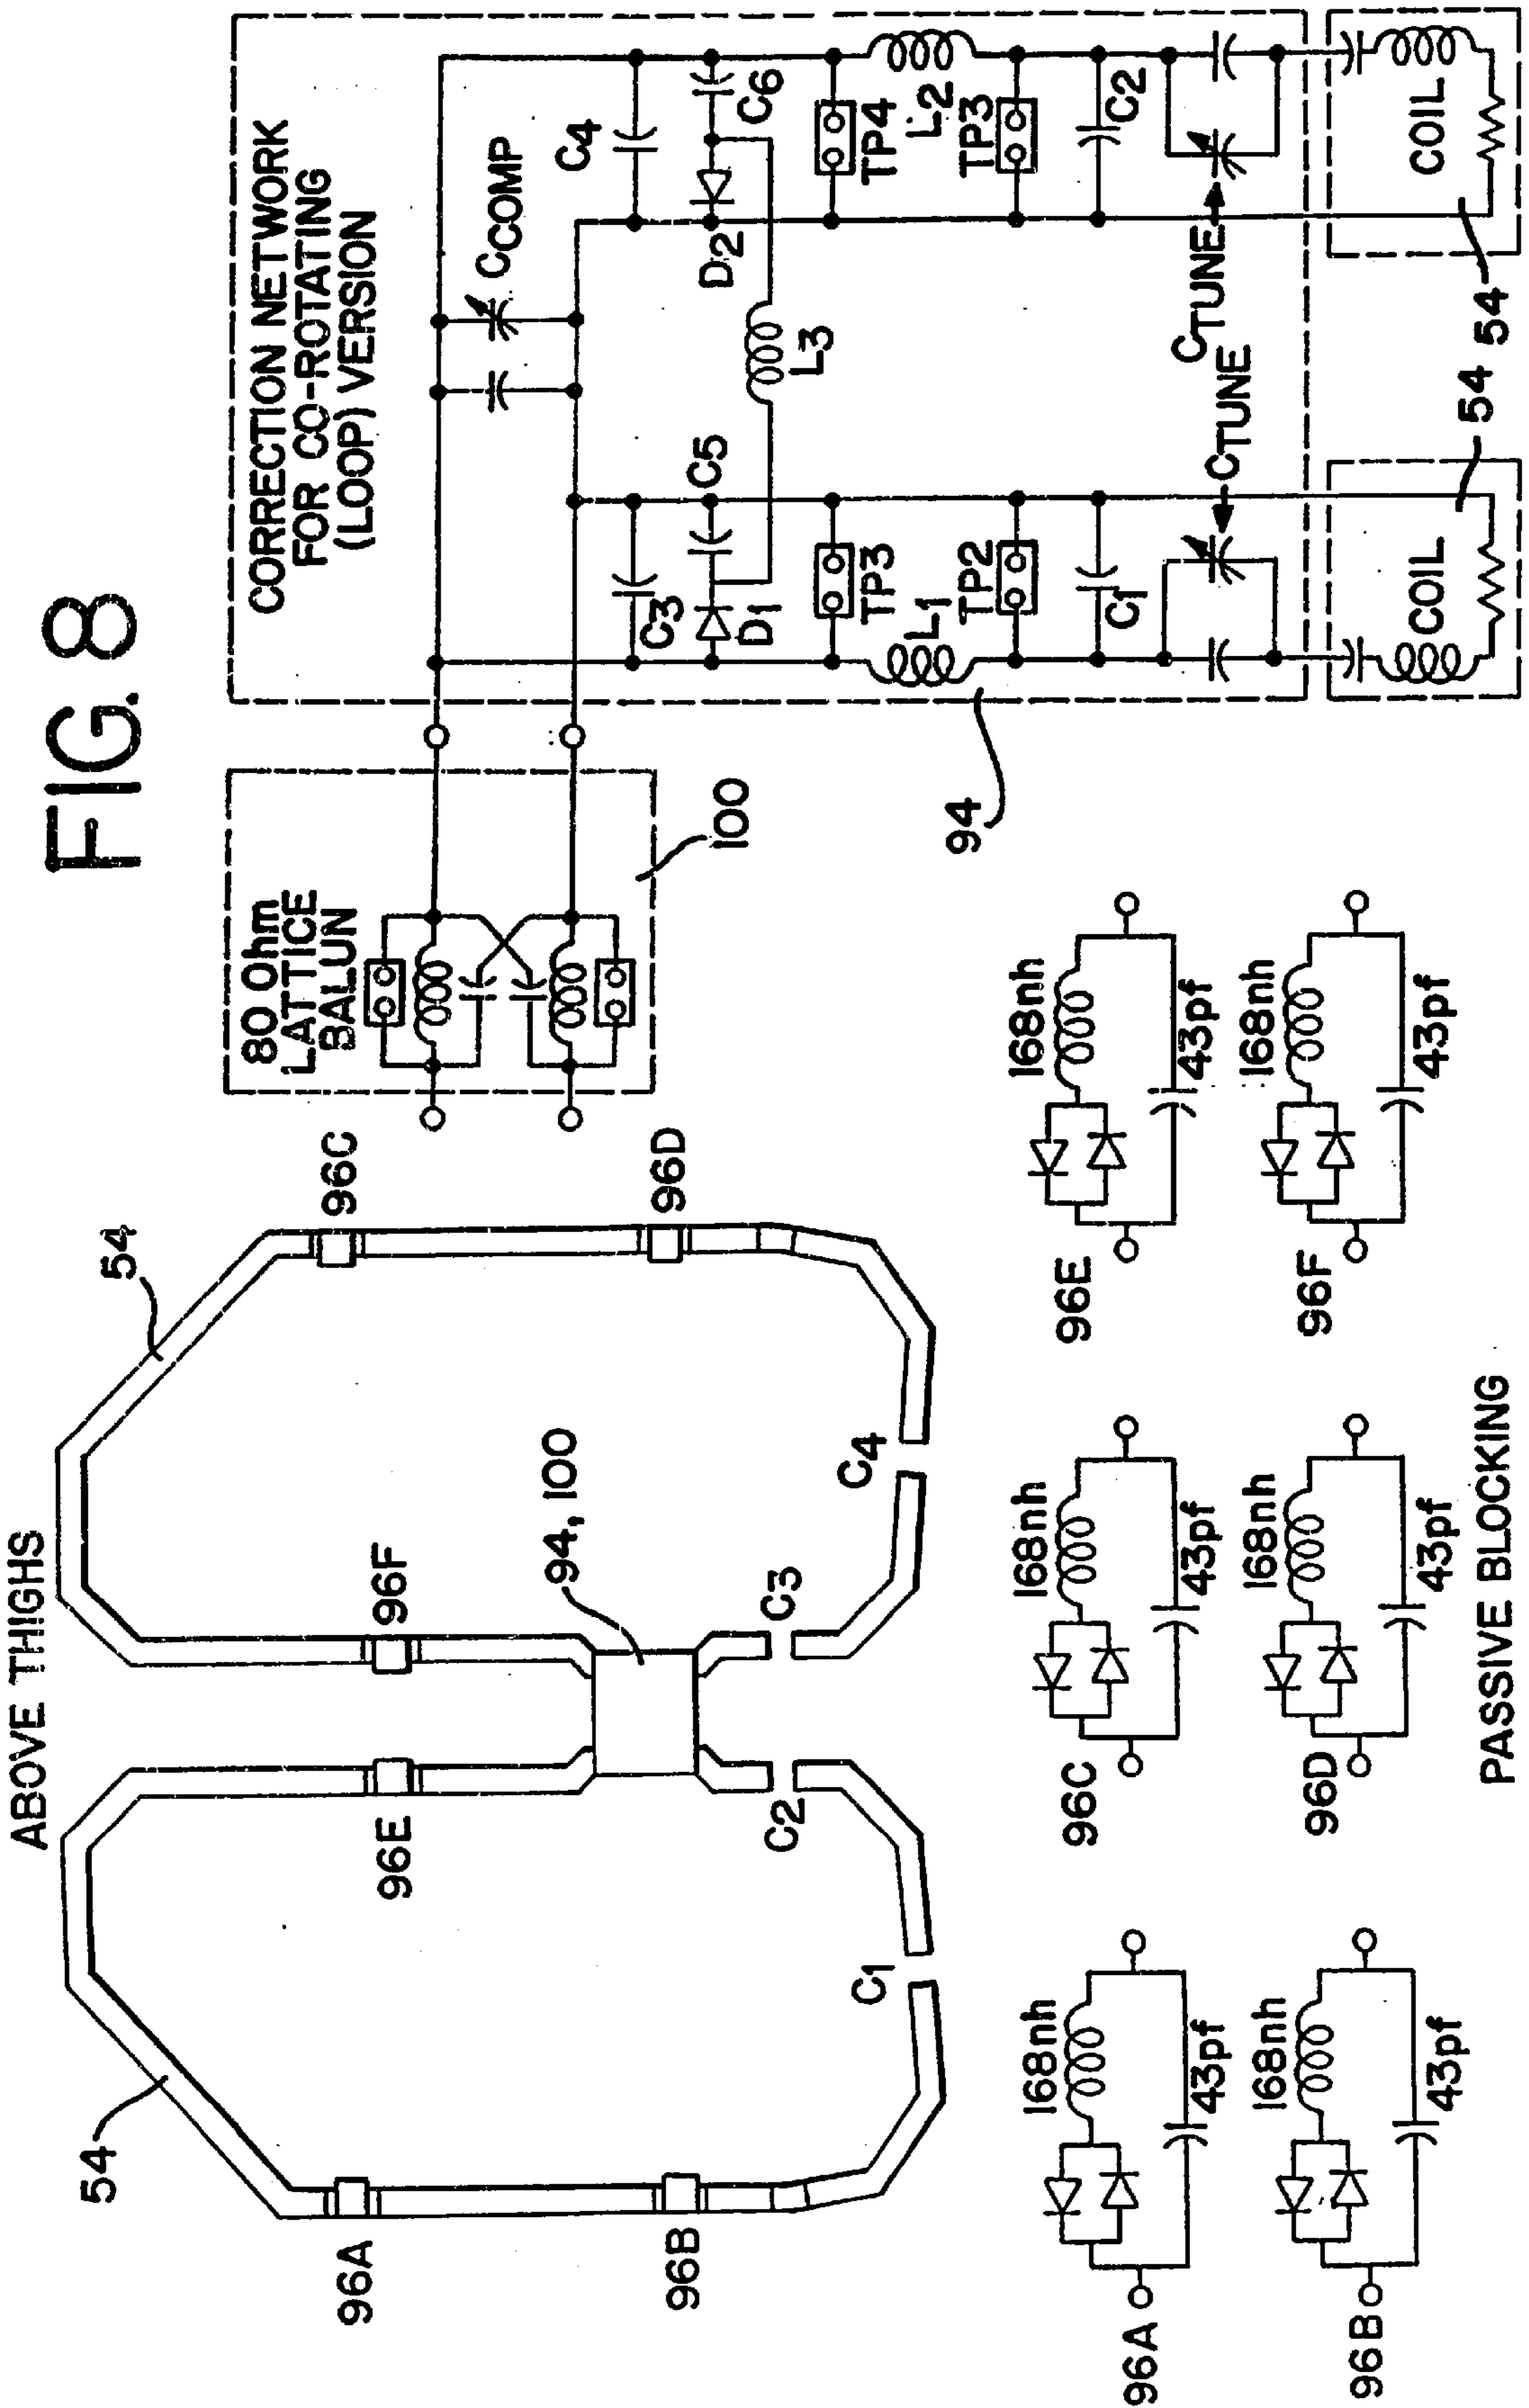 FIG. 8
ABOVE THIGHS
54
54
96A
96B
96E
96F
96C
96D
94, 100
C1
C2
C3
C4
80 Ohm
LATTICE
BALUN
100
CORRECTION NETWORK
FOR CO-ROTATING
(LOOP) VERSION
CCOMP
C3
C5
C4
C6
D1
D2
L3
TP3
TP4
L1
L2
TP2
TP3
C1
C2
CTUNE
CTUNE
94
COIL
COIL
54
54
96A
168nh
43pf
96B
168nh
43pf
96C
168nh
43pf
96D
168nh
43pf
96E
168nh
43pf
96F
168nh
43pf
PASSIVE BLOCKING